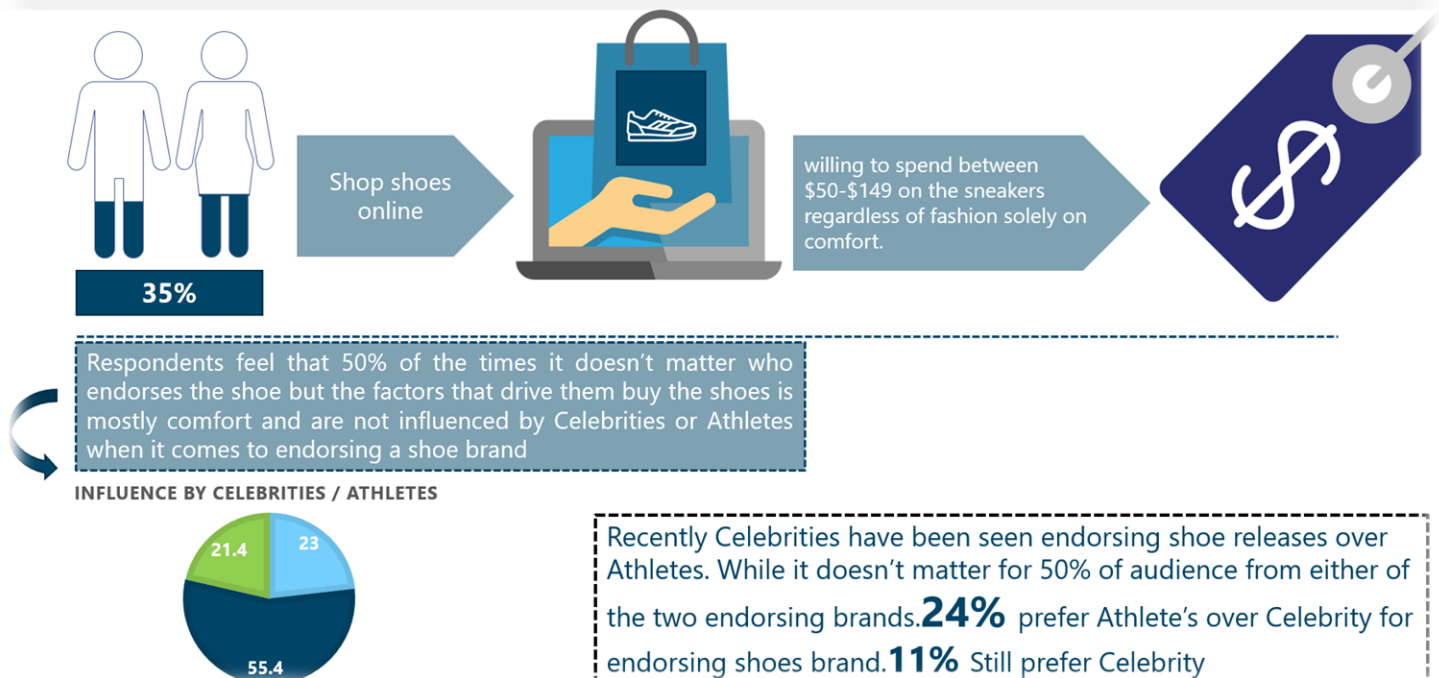 Shop shoes
online
willing to spend between
$50-$149 on the sneakers
regardless of fashion solely on
comfort.
$
35%
Respondents feel that 50% of the times it doesn’t matter who
endorses the shoe but the factors that drive them buy the shoes is
mostly comfort and are not influenced by Celebrities or Athletes
when it comes to endorsing a shoe brand
INFLUENCE BY CELEBRITIES / ATHLETES
21.4
23
55.4
Recently Celebrities have been seen endorsing shoe releases over
Athletes. While it doesn’t matter for 50% of audience from either of
the two endorsing brands.24% prefer Athlete’s over Celebrity for
endorsing shoes brand.11% Still prefer Celebrity